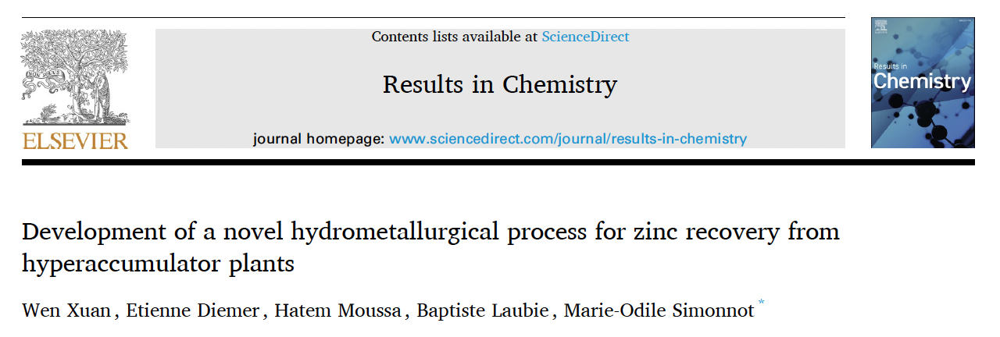 Contents lists available at ScienceDirect
Results in Chemistry
journal homepage: www.sciencedirect.com/journal/results-in-chemistry
ELSEVIER
NON SOLUS
Results in
Chemistry
Development of a novel hydrometallurgical process for zinc recovery from
hyperaccumulator plants
Wen Xuan, Etienne Diemer, Hatem Moussa, Baptiste Laubie, Marie-Odile Simonnot *